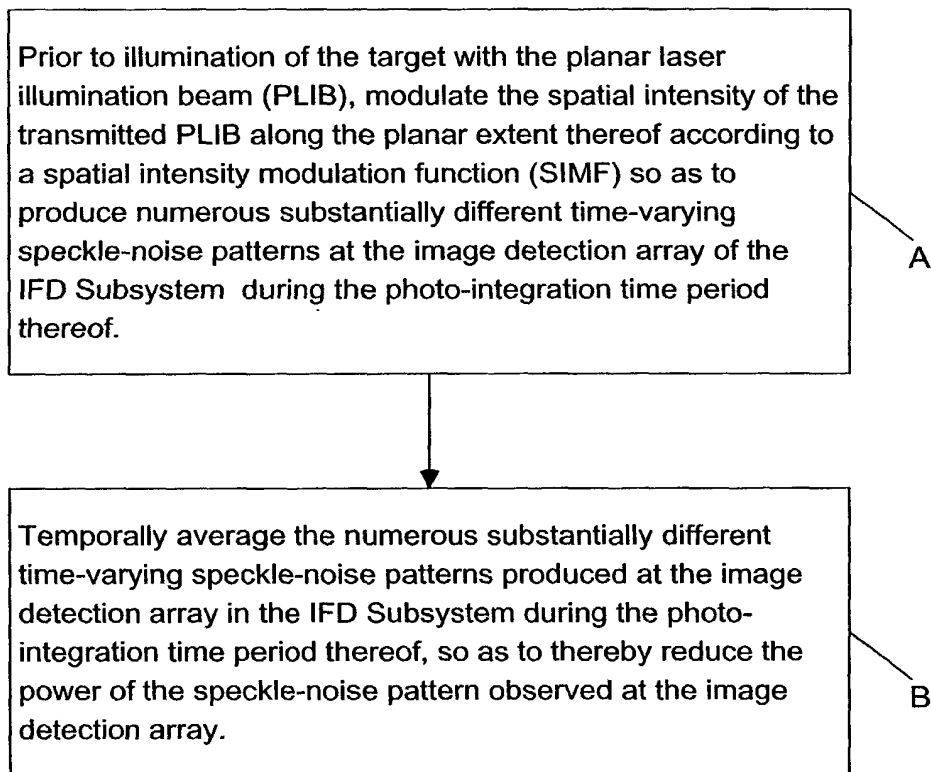 Prior to illumination of the target with the planar laser
illumination beam (PLIB), modulate the spatial intensity of the
transmitted PLIB along the planar extent thereof according to
a spatial intensity modulation function (SIMF) so as to
produce numerous substantially different time-varying
speckle-noise patterns at the image detection array of the
IFD Subsystem during the photo-integration time period
thereof.
A
Temporally average the numerous substantially different
time-varying speckle-noise patterns produced at the image
detection array in the IFD Subsystem during the photo-
integration time period thereof, so as to thereby reduce the
power of the speckle-noise pattern observed at the image
detection array.
B